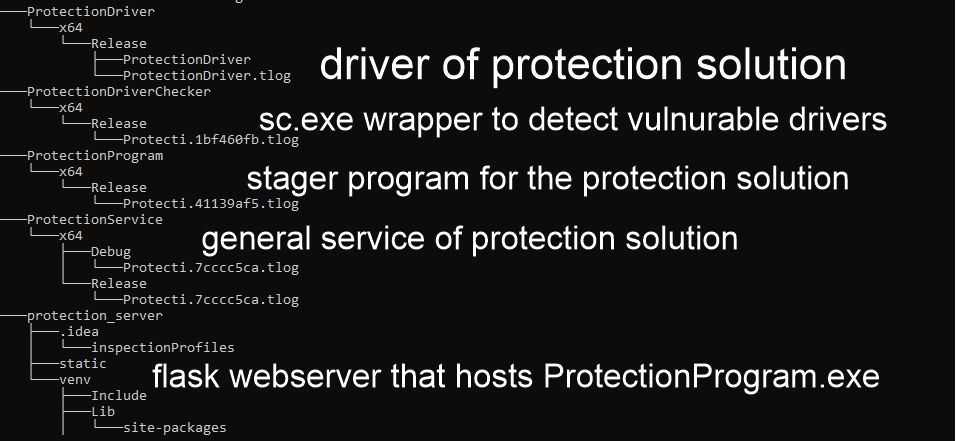 ───ProtectionDriver
└───x64
└───Release
├───ProtectionDriver
└───ProtectionDriver.tlog
driver of protection solution
───ProtectionDriverChecker
└───x64
└───Release
└───Protecti.1bf460fb.tlog
sc.exe wrapper to detect vulnurable drivers
───ProtectionProgram
└───x64
└───Release
└───Protecti.41139af5.tlog
stager program for the protection solution
───ProtectionService
└───x64
├───Debug
│   └───Protecti.7cccc5ca.tlog
└───Release
└───Protecti.7cccc5ca.tlog
general service of protection solution
───protection_server
├───.idea
│   └───inspectionProfiles
├───static
└───venv
├───Include
├───Lib
│   └───site-packages
flask webserver that hosts ProtectionProgram.exe